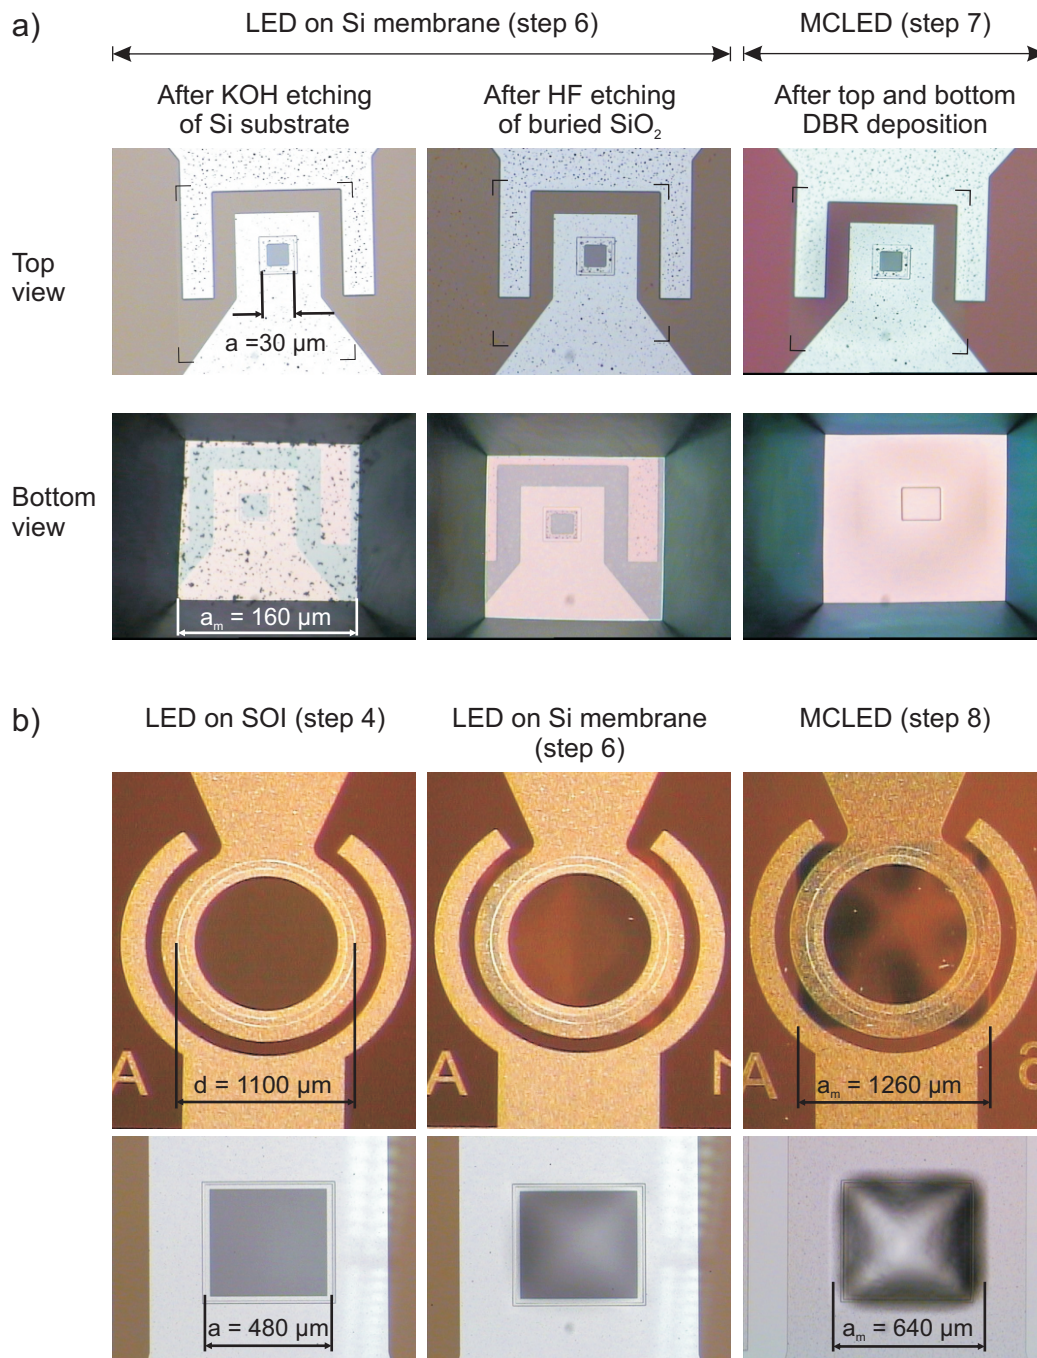 a)
LED on Si membrane (step 6)
MCLED (step 7)
After KOH etching
of Si substrate
After HF etching
of buried SiO₂
After top and bottom
DBR deposition
Top
view
a =30 µm
Bottom
view
aₘ = 160 µm
b)
LED on SOI (step 4)
LED on Si membrane
(step 6)
MCLED (step 8)
A
d = 1100 µm
A
A
aₘ = 1260 µm
6
a = 480 µm
aₘ = 640 µm